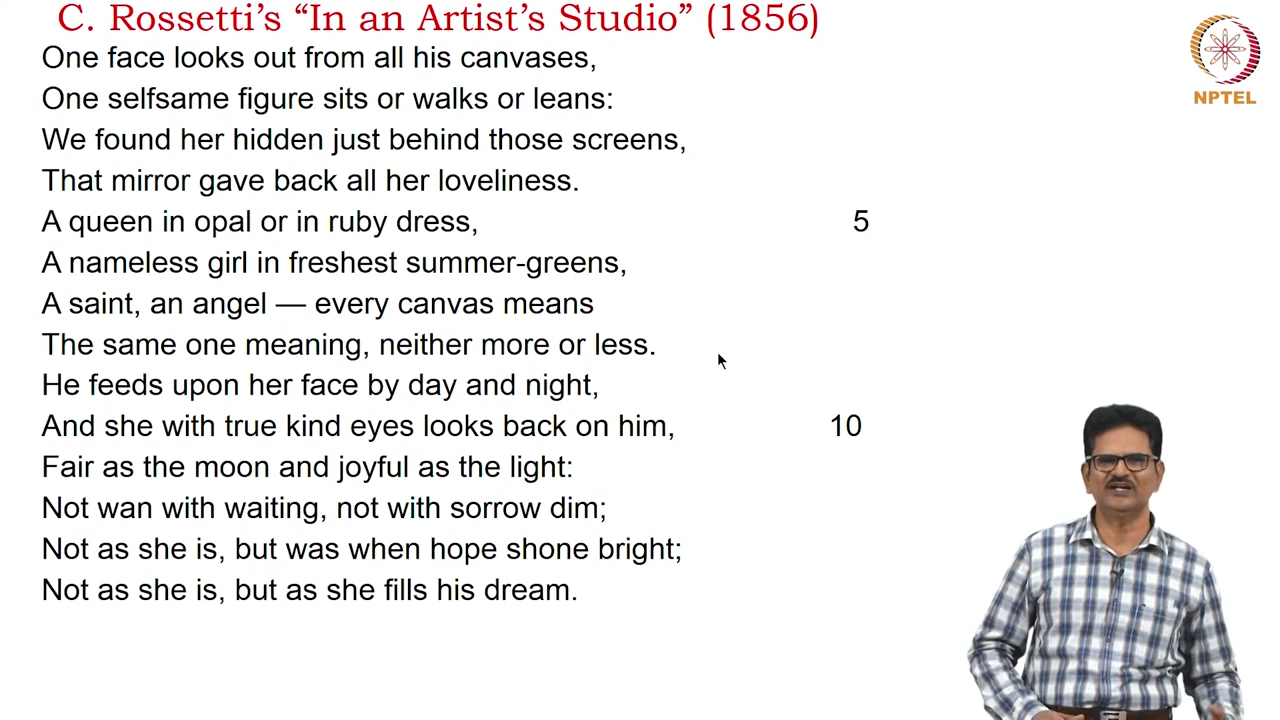 C. Rossetti's “In an Artist's Studio” (1856)
One face looks out from all his canvases,
One selfsame figure sits or walks or leans:
We found her hidden just behind those screens,
That mirror gave back all her loveliness.
A queen in opal or in ruby dress, 5
A nameless girl in freshest summer-greens,
A saint, an angel — every canvas means
The same one meaning, neither more or less.
He feeds upon her face by day and night,
And she with true kind eyes looks back on him, 10
Fair as the moon and joyful as the light:
Not wan with waiting, not with sorrow dim;
Not as she is, but was when hope shone bright;
Not as she is, but as she fills his dream.
NPTEL